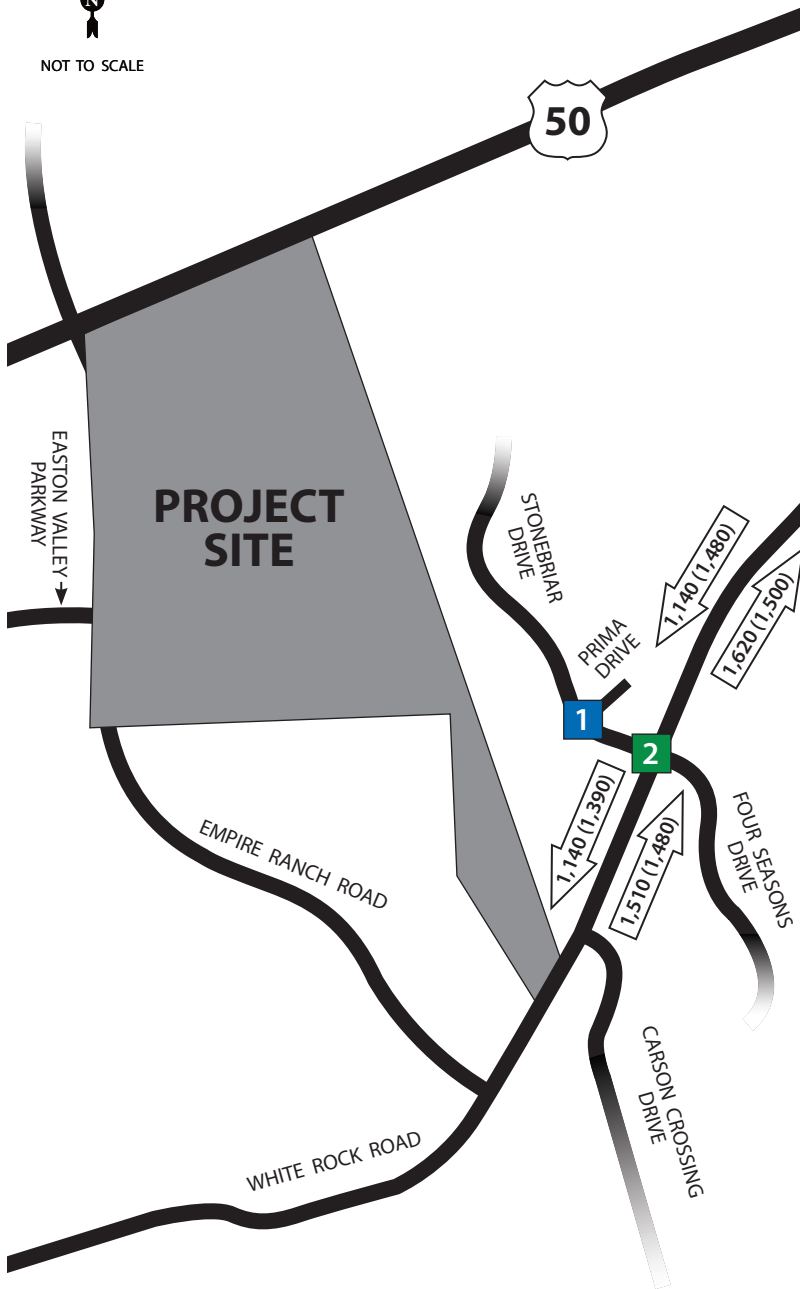 N
NOT TO SCALE
50
EASTON VALLEY
PARKWAY
PROJECT
SITE
STONEBRIAR
DRIVE
1,140 (1,480)
1,620 (1,500)
PRIMA
DRIVE
1
2
1,140 (1,390)
1,510 (1,480)
FOUR SEASONS
DRIVE
EMPIRE RANCH ROAD
CARSON CROSSING
DRIVE
WHITE ROCK ROAD